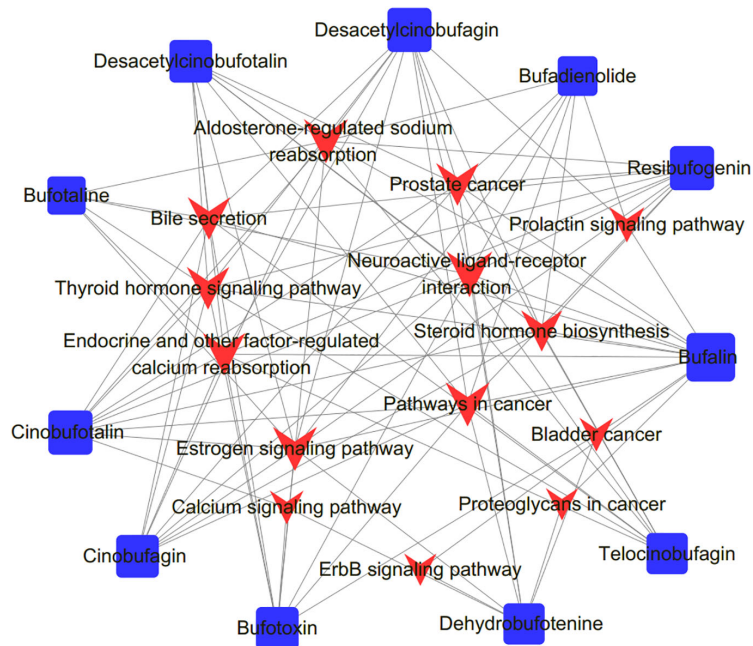 Desacetylcinobufagin
Desacetylcinobufotalin
Bufadienolide
Aldosterone-regulated sodium
reabsorption
Resibufogenin
Bufotaline
Prostate cancer
Bile secretion
Prolactin signaling pathway
Neuroactive ligand-receptor
interaction
Thyroid hormone signaling pathway
Steroid hormone biosynthesis
Endocrine and other factor-regulated
calcium reabsorption
Bufalin
Pathways in cancer
Cinobufotalin
Bladder cancer
Estrogen signaling pathway
Calcium signaling pathway
Proteoglycans in cancer
Cinobufagin
Telocinobufagin
ErbB signaling pathway
Bufotoxin
Dehydrobufotenine